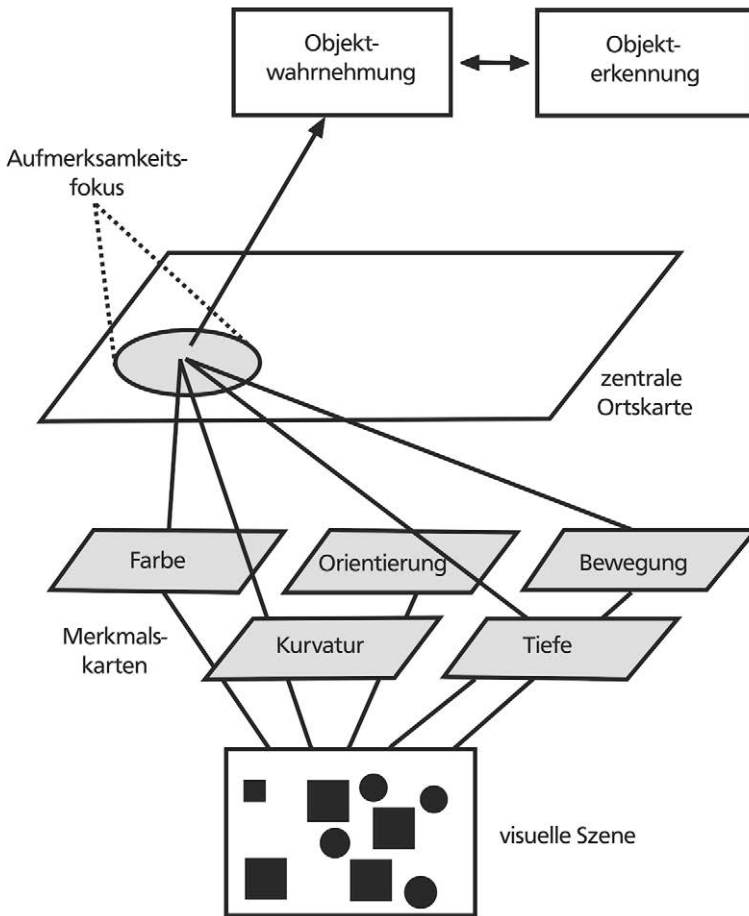 Objekt-
wahrnehmung
Objekt-
erkennung
Aufmerksamkeits-
fokus
zentrale
Ortskarte
Farbe
Orientierung
Bewegung
Merkmals-
karten
Kurvatur
Tiefe
visuelle Szene